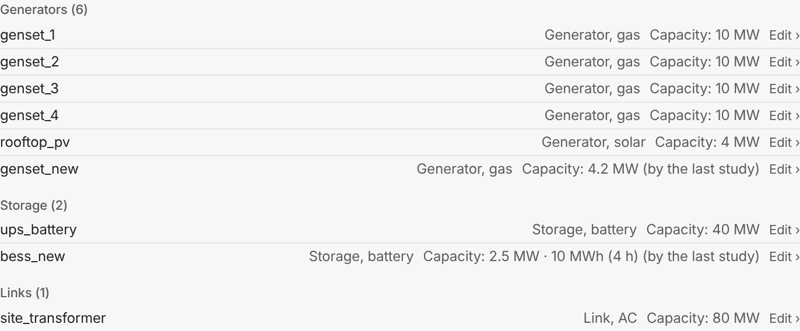 Generators (6)
genset_1 Generator, gas Capacity: 10 MW Edit ›
genset_2 Generator, gas Capacity: 10 MW Edit ›
genset_3 Generator, gas Capacity: 10 MW Edit ›
genset_4 Generator, gas Capacity: 10 MW Edit ›
rooftop_pv Generator, solar Capacity: 4 MW Edit ›
genset_new Generator, gas Capacity: 4.2 MW (by the last study) Edit ›
Storage (2)
ups_battery Storage, battery Capacity: 40 MW Edit ›
bess_new Storage, battery Capacity: 2.5 MW · 10 MWh (4 h) (by the last study) Edit ›
Links (1)
site_transformer Link, AC Capacity: 80 MW Edit ›